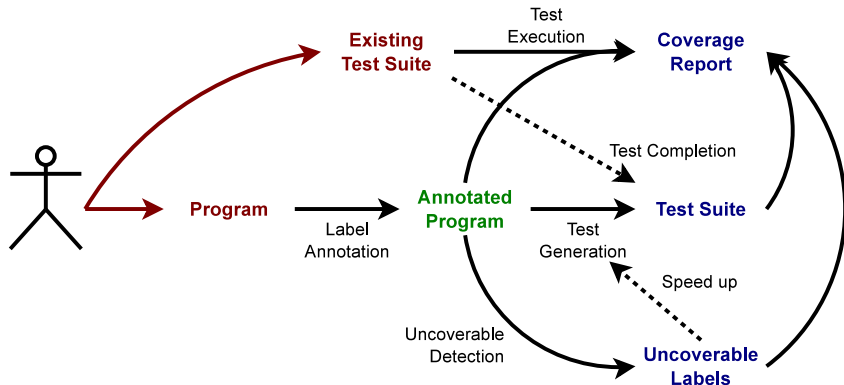 Test
Execution
Existing
Test Suite
Coverage
Report
Test Completion
Program
Label
Annotation
Annotated
Program
Test
Generation
Test Suite
Speed up
Uncoverable
Detection
Uncoverable
Labels